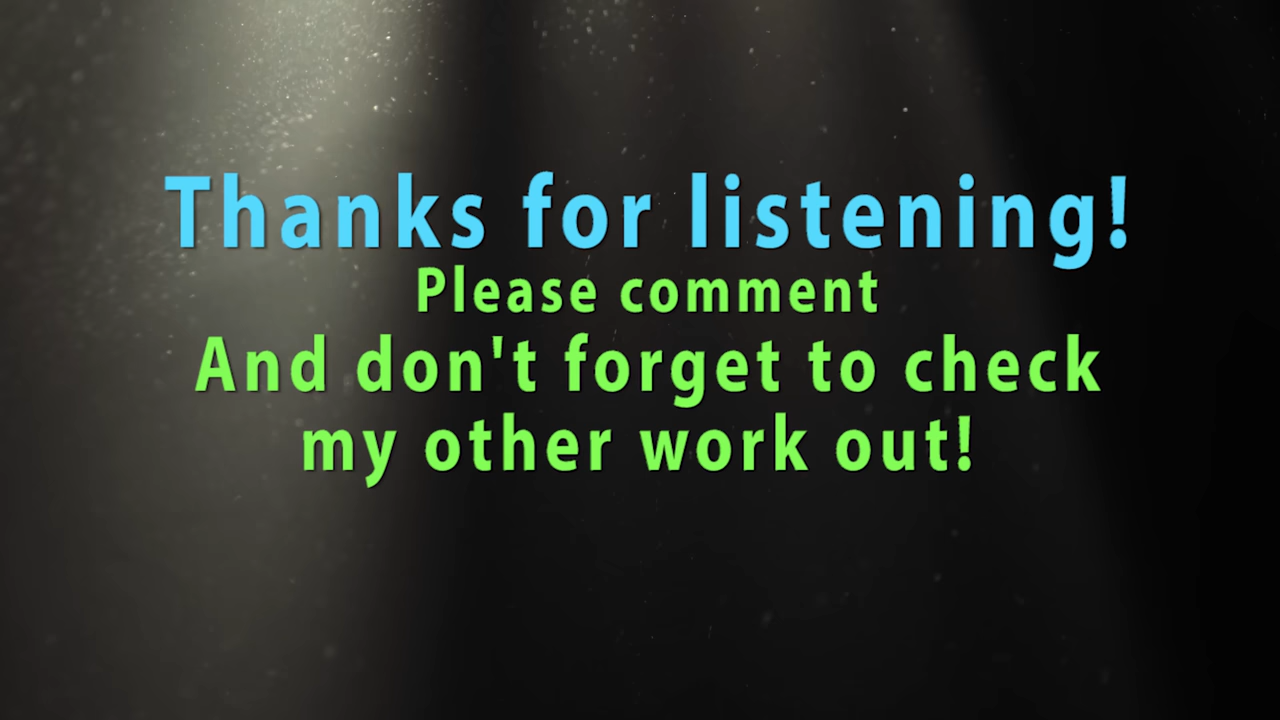 Thanks for listening!
Please comment
And don't forget to check
my other work out!